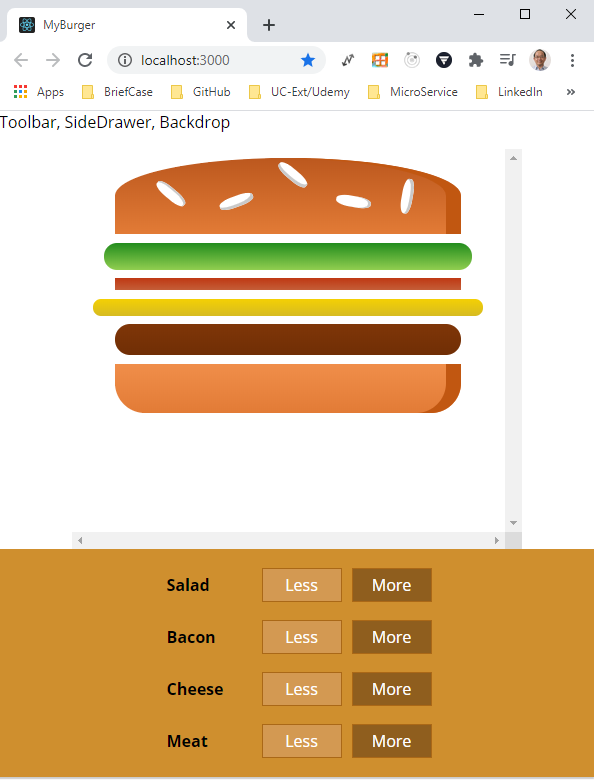 MyBurger
localhost:3000
Apps BriefCase GitHub UC-Ext/Udemy MicroService LinkedIn »
Toolbar, SideDrawer, Backdrop
Salad Less More
Bacon Less More
Cheese Less More
Meat Less More